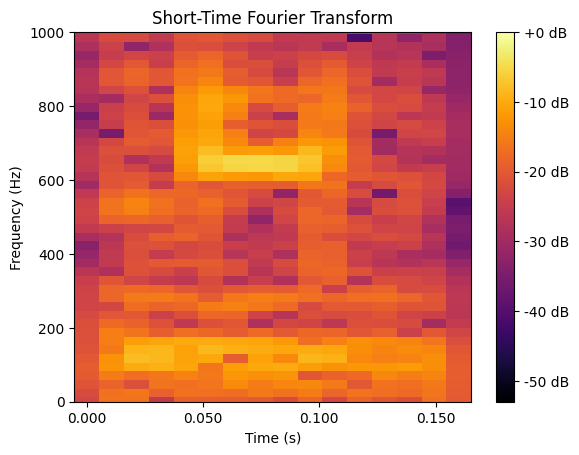 Short-Time Fourier Transform
1000
800
600
400
200
0
Frequency (Hz)
0.000
0.050
0.100
0.150
Time (s)
+0 dB
-10 dB
-20 dB
-30 dB
-40 dB
-50 dB